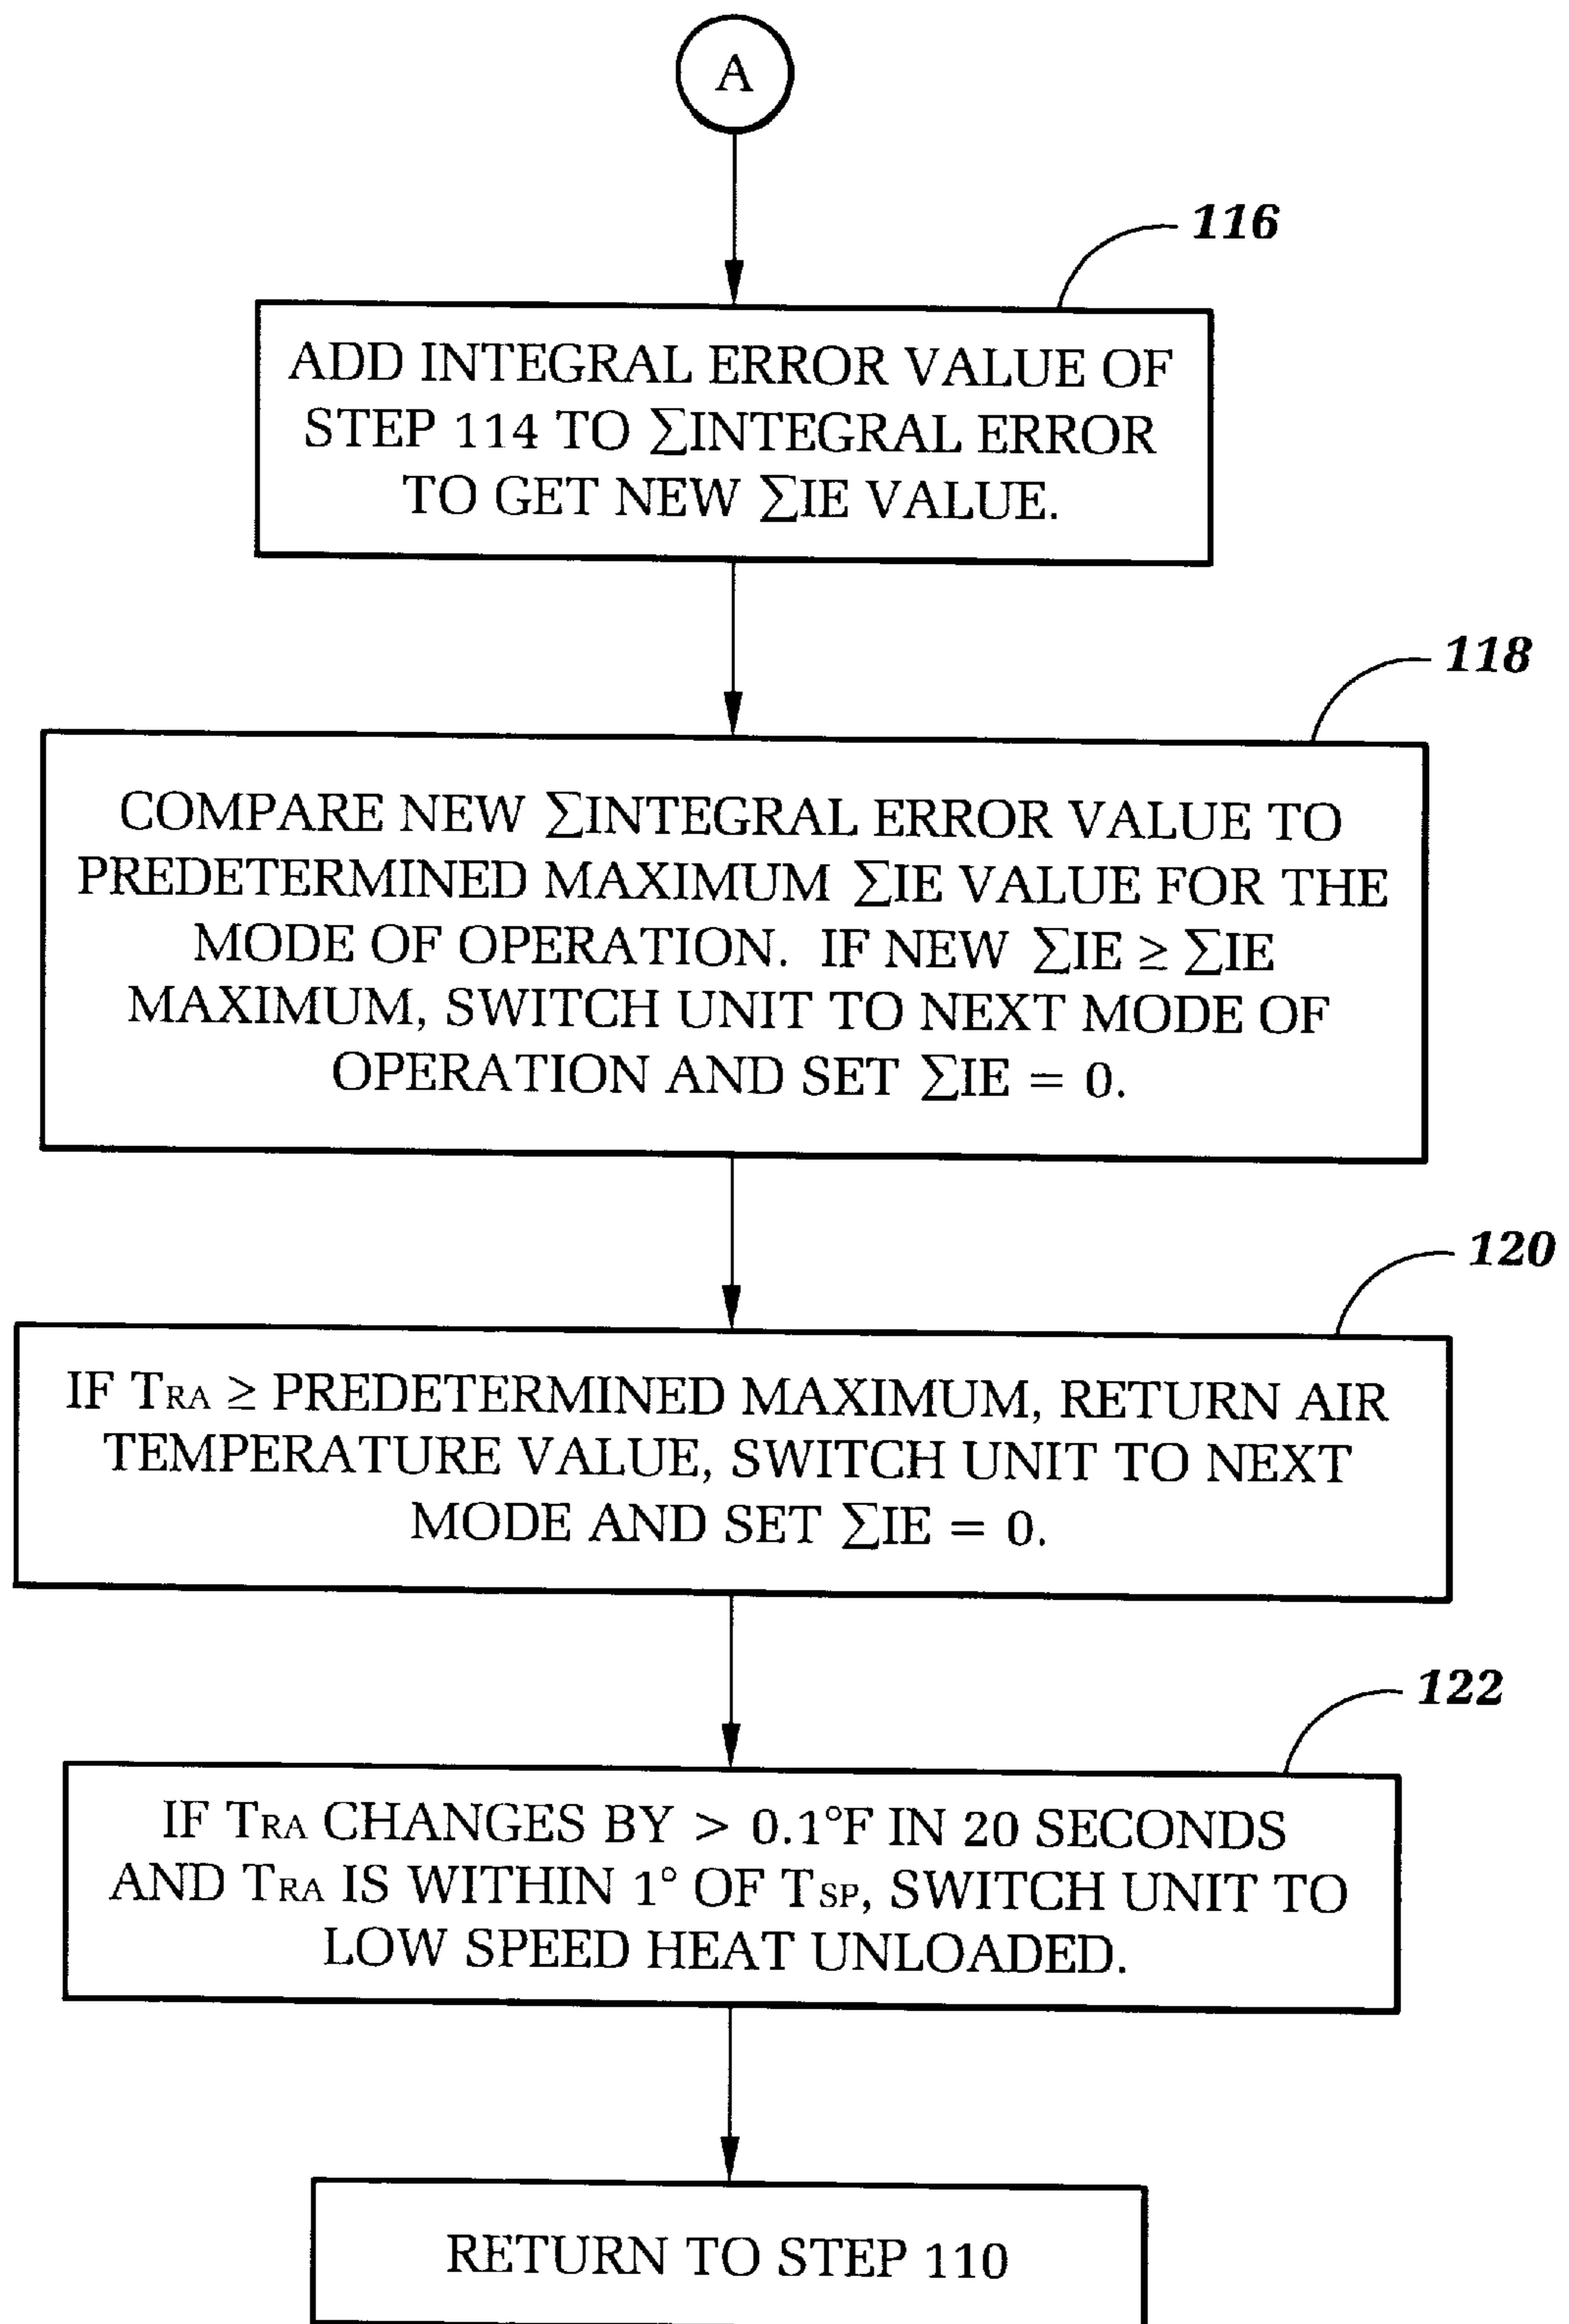 A
116
ADD INTEGRAL ERROR VALUE OF
STEP 114 TO ∑INTEGRAL ERROR
TO GET NEW ∑IE VALUE.
118
COMPARE NEW ∑INTEGRAL ERROR VALUE TO
PREDETERMINED MAXIMUM ∑IE VALUE FOR THE
MODE OF OPERATION. IF NEW ∑IE ≥ ∑IE
MAXIMUM, SWITCH UNIT TO NEXT MODE OF
OPERATION AND SET ∑IE = 0.
120
IF TRA ≥ PREDETERMINED MAXIMUM, RETURN AIR
TEMPERATURE VALUE, SWITCH UNIT TO NEXT
MODE AND SET ∑IE = 0.
122
IF TRA CHANGES BY > 0.1°F IN 20 SECONDS
AND TRA IS WITHIN 1° OF TSP, SWITCH UNIT TO
LOW SPEED HEAT UNLOADED.
RETURN TO STEP 110